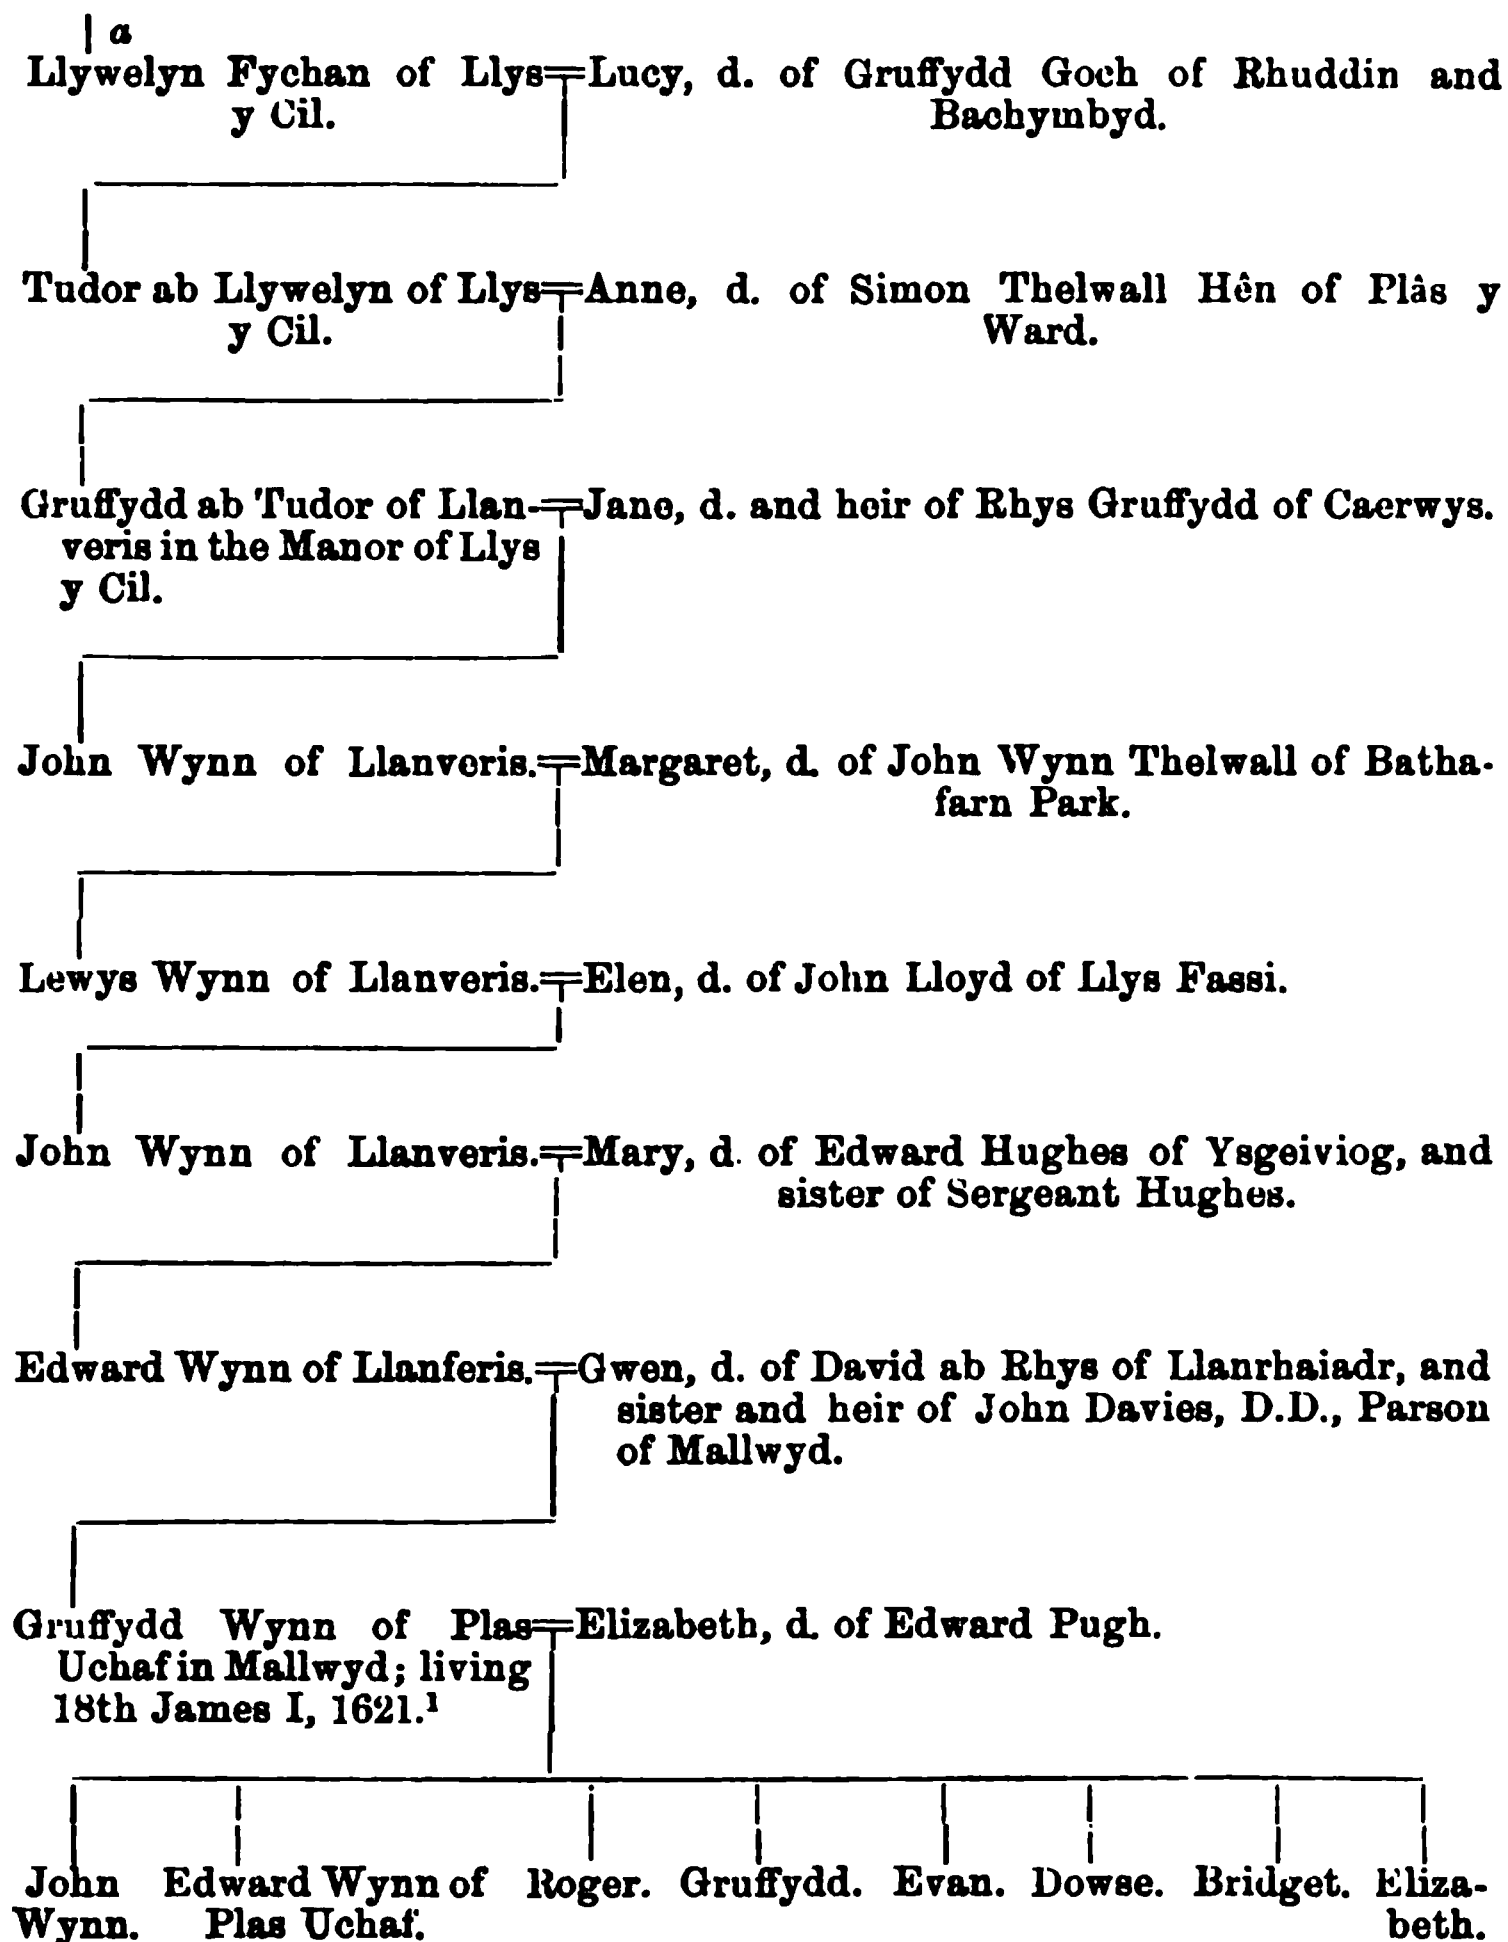 a
Llywelyn Fychan of Llys=Lucy, d. of Gruffydd Goch of Rhuddin and
y Cil. Bachymbyd.
Tudor ab Llywelyn of Llys=Anne, d. of Simon Thelwall Hên of Plâs y
y Cil. Ward.
Gruffydd ab Tudor of Llan-=Jane, d. and heir of Rhys Gruffydd of Caerwys.
veris in the Manor of Llys
y Cil.
John Wynn of Llanveris.=Margaret, d. of John Wynn Thelwall of Batha-
farn Park.
Lewys Wynn of Llanveris.=Elen, d. of John Lloyd of Llys Fassi.
John Wynn of Llanveris.=Mary, d. of Edward Hughes of Ysgeiviog, and
sister of Sergeant Hughes.
Edward Wynn of Llanferis.=Gwen, d. of David ab Rhys of Llanrhaiadr, and
sister and heir of John Davies, D.D., Parson
of Mallwyd.
Gruffydd Wynn of Plas=Elizabeth, d. of Edward Pugh.
Uchaf in Mallwyd; living
18th James I, 1621.¹
John Edward Wynn of Roger. Gruffydd. Evan. Dowse. Bridget. Eliza-
Wynn. Plas Uchaf. beth.